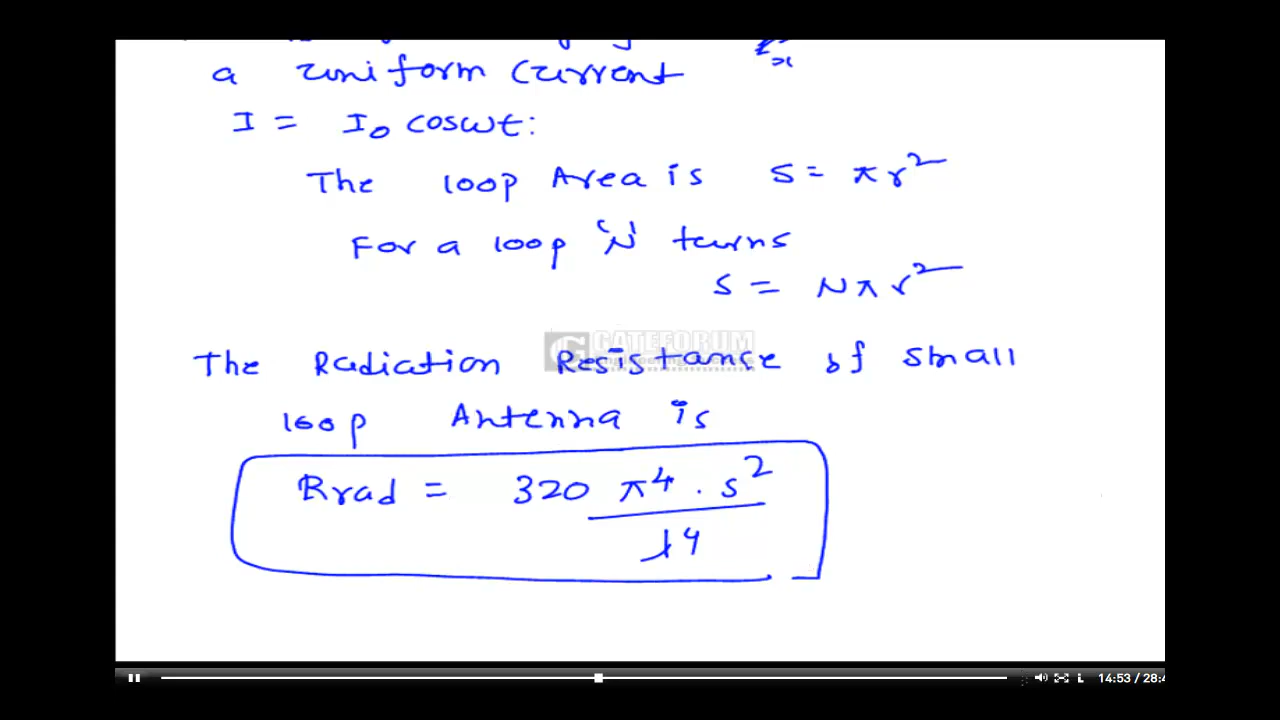 a uniform current
I = I₀ coswt:
The loop Area is S = πr²
For a loop 'N' turns
S = Nπr²
GATEFORUM
The Radiation Resistance of small
loop Antenna is
Rrad = 320 π⁴ . s²
λ⁴
14:53 / 28:4